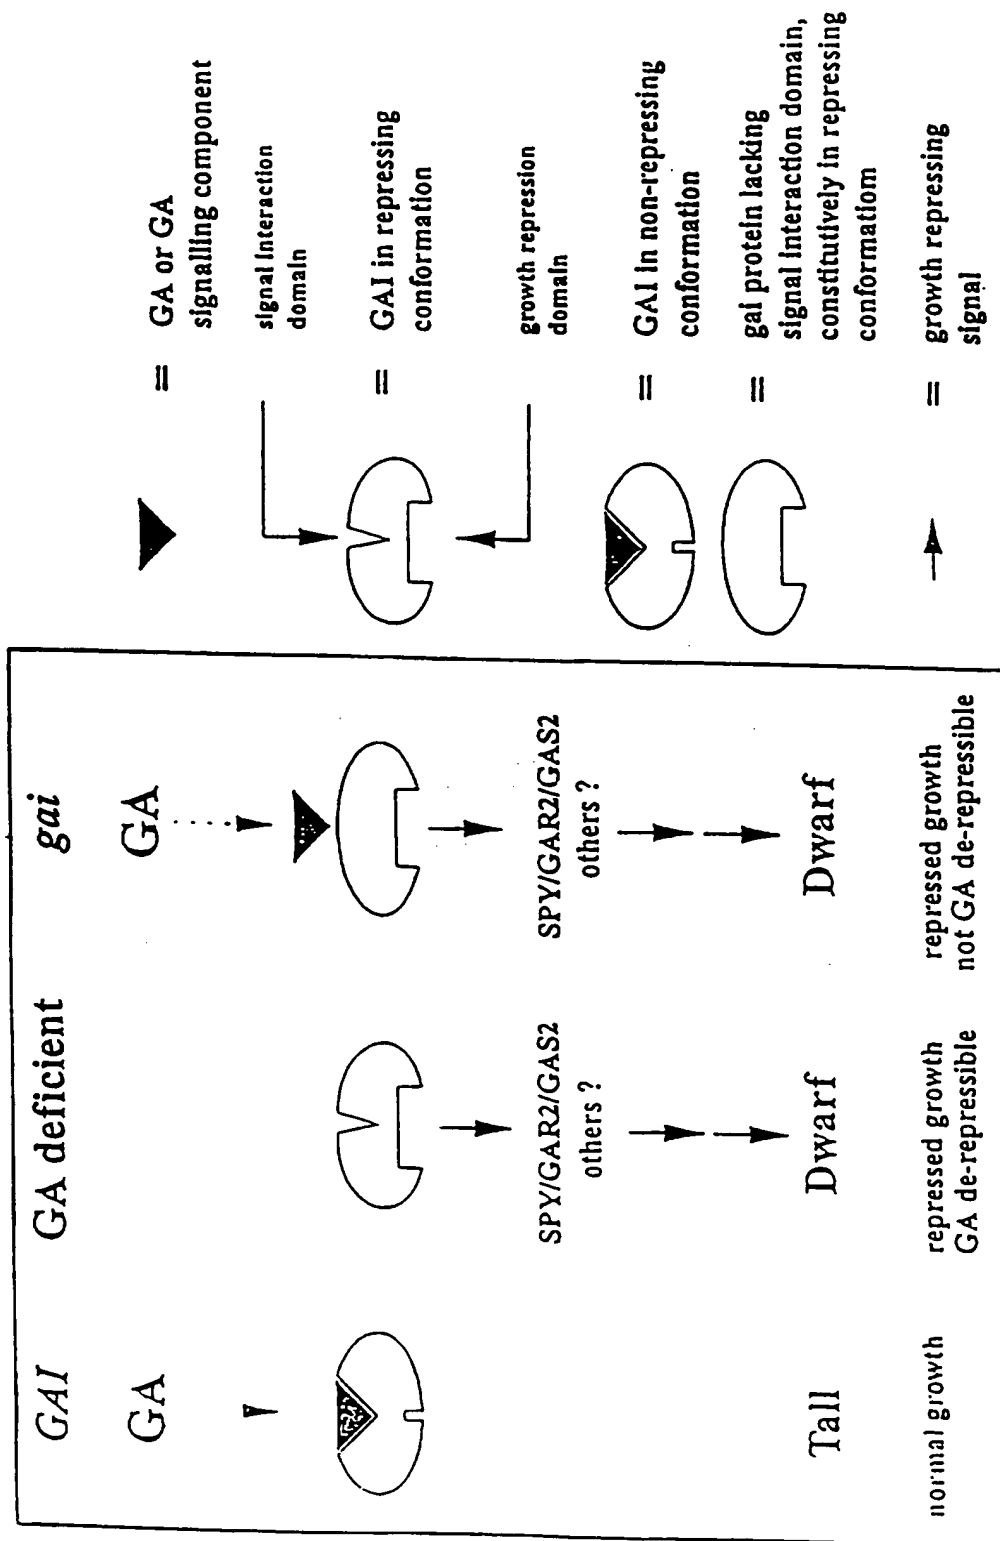 GAI
GA deficient
gai
GA
GA
SPY/GAR2/GAS2
others ?
SPY/GAR2/GAS2
others ?
Tall
Dwarf
Dwarf
normal growth
repressed growth
GA de-repressible
repressed growth
not GA de-repressible
= GA or GA
signalling component
signal interaction
domain
= GAI in repressing
conformation
growth repression
domain
= GAI in non-repressing
conformation
= gai protein lacking
signal interaction domain,
constitutively in repressing
conformation
= growth repressing
signal